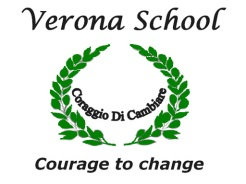 Verona School
Coraggio Di Cambiare
Courage to change